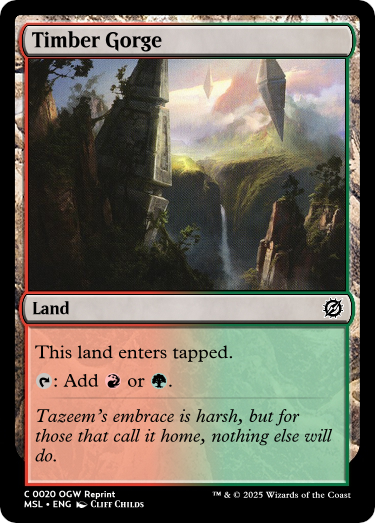 Timber Gorge
Land
This land enters tapped.
: Add or .
Tazeem's embrace is harsh, but for
those that call it home, nothing else will
do.
C 0020 OGW Reprint
MSL • ENG Cliff Childs
™ & © 2025 Wizards of the Coast